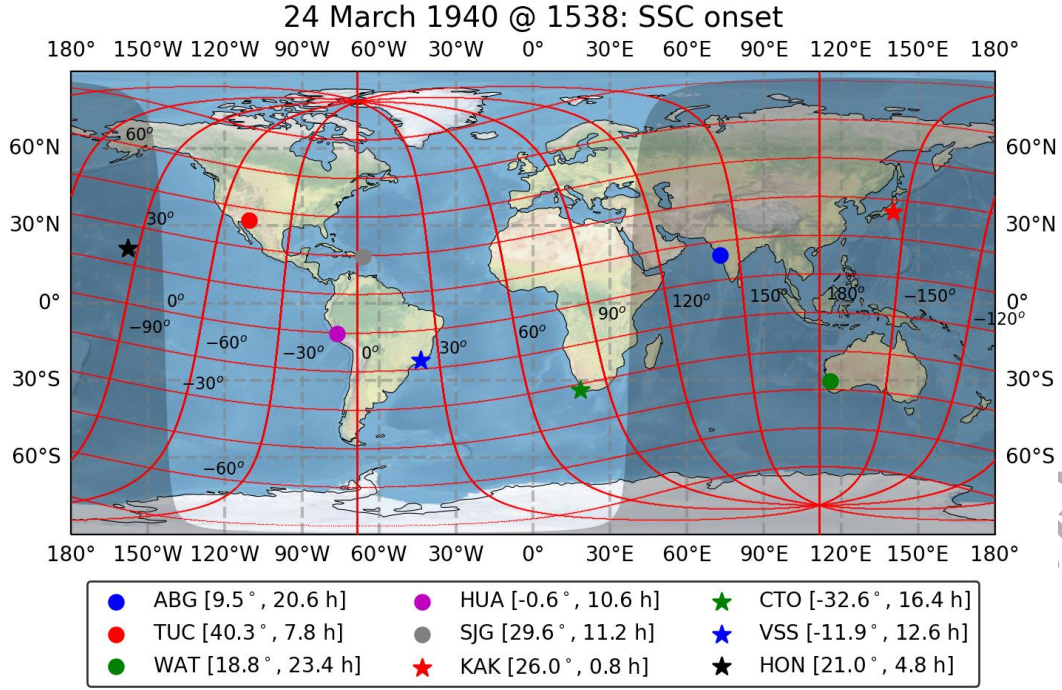 24 March 1940 @ 1538: SSC onset
180° 150°W 120°W 90°W 60°W 30°W 0° 30°E 60°E 90°E 120°E 150°E 180°
60°N 60° 60°N
30°N 30° 30°N
0° 0° 60° 90° 120° 150° 180° −150° 0°
−90° −60° −30° 0° 30° −120°
30°S −30° 30°S
60°S −60° 60°S
180° 150°W 120°W 90°W 60°W 30°W 0° 30°E 60°E 90°E 120°E 150°E 180°
ABG [9.5°, 20.6 h] HUA [-0.6°, 10.6 h] CTO [-32.6°, 16.4 h]
TUC [40.3°, 7.8 h] SJG [29.6°, 11.2 h] VSS [-11.9°, 12.6 h]
WAT [18.8°, 23.4 h] KAK [26.0°, 0.8 h] HON [21.0°, 4.8 h]